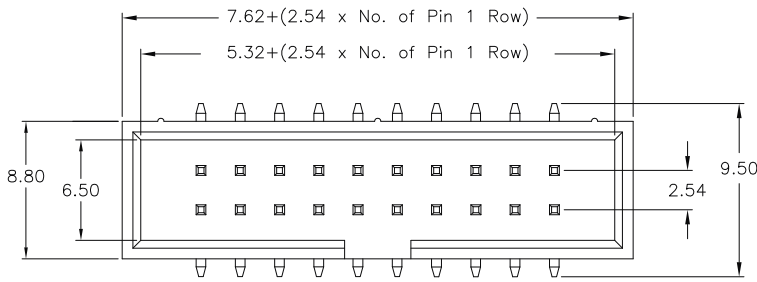 7.62+(2.54 x No. of Pin 1 Row)
5.32+(2.54 x No. of Pin 1 Row)
8.80
6.50
2.54
9.50